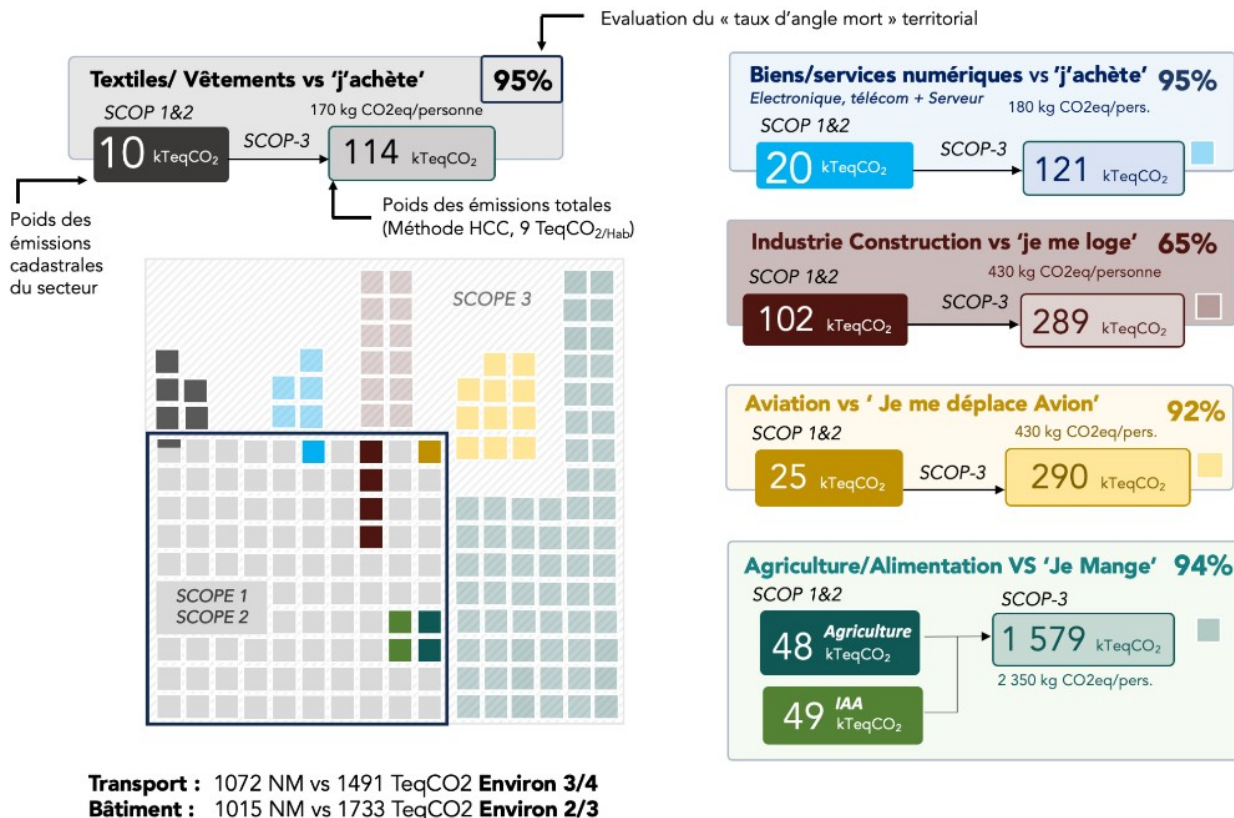 Evaluation du « taux d'angle mort » territorial
Textiles/ Vêtements vs 'j'achète'
95%
SCOP 1&2
170 kg CO2eq/personne
10 kTeqCO₂
SCOP-3
114 kTeqCO₂
Poids des
émissions
cadastrales
du secteur
Poids des émissions totales
(Méthode HCC, 9 TeqCO₂/Hab)
SCOPE 3
SCOPE 1
SCOPE 2
Transport : 1072 NM vs 1491 TeqCO2 Environ 3/4
Bâtiment : 1015 NM vs 1733 TeqCO2 Environ 2/3
Biens/services numériques vs 'j'achète' 95%
Electronique, télécom + Serveur
180 kg CO2eq/pers.
SCOP 1&2
20 kTeqCO₂
SCOP-3
121 kTeqCO₂
Industrie Construction vs 'je me loge' 65%
430 kg CO2eq/personne
SCOP 1&2
102 kTeqCO₂
SCOP-3
289 kTeqCO₂
Aviation vs ' Je me déplace Avion' 92%
SCOP 1&2
430 kg CO2eq/pers.
25 kTeqCO₂
SCOP-3
290 kTeqCO₂
Agriculture/Alimentation VS 'Je Mange' 94%
SCOP 1&2
SCOP-3
48 Agriculture
kTeqCO₂
1 579 kTeqCO₂
2 350 kg CO2eq/pers.
49 IAA
kTeqCO₂